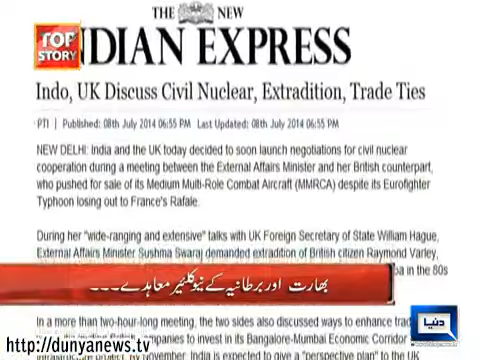 THE NEW
TOP
STORY
INDIAN EXPRESS
Indo, UK Discuss Civil Nuclear, Extradition, Trade Ties
PTI | Published: 08th July 2014 06:55 PM Last Updated: 08th July 2014 06:55 PM
NEW DELHI: India and the UK today decided to soon launch negotiations for civil nuclear
cooperation during a meeting between the External Affairs Minister and her British counterpart,
who pushed for sale of its Medium Multi-Role Combat Aircraft (MMRCA) despite its Eurofighter
Typhoon losing out to France's Rafale.
During her "wide-ranging and extensive" talks with UK Foreign Secretary of State William Hague,
External Affairs Minister Sushma Swaraj demanded extradition of British citizen Raymond Varley,
in the 80s
بھارت اور برطانیہ کے نیوکلئیر معاہدے ...
In a more than two-hour-long meeting, the two sides also discussed ways to enhance
companies to invest in its Bangalore-Mumbai Economic Corridor
By November, India is expected to give a "perspective plan" to the UK
دنیا
http://dunyanews.tv